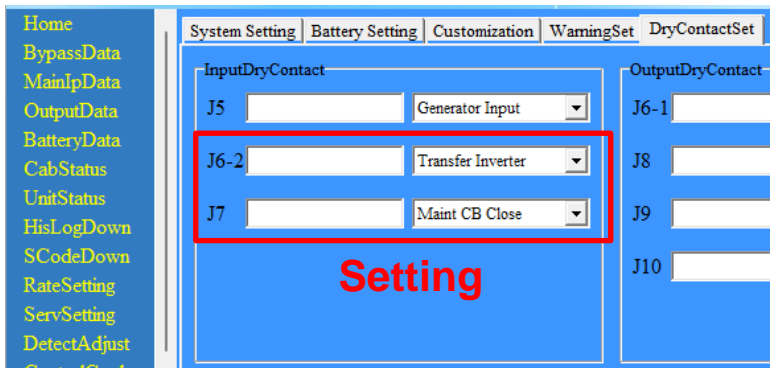 Home
BypassData
MainIpData
OutputData
BatteryData
CabStatus
UnitStatus
HisLogDown
SCodeDown
RateSetting
ServSetting
DetectAdjust
System Setting Battery Setting Customization WarningSet DryContactSet
InputDryContact
J5 Generator Input
J6-2 Transfer Inverter
J7 Maint CB Close
Setting
OutputDryContact
J6-1
J8
J9
J10